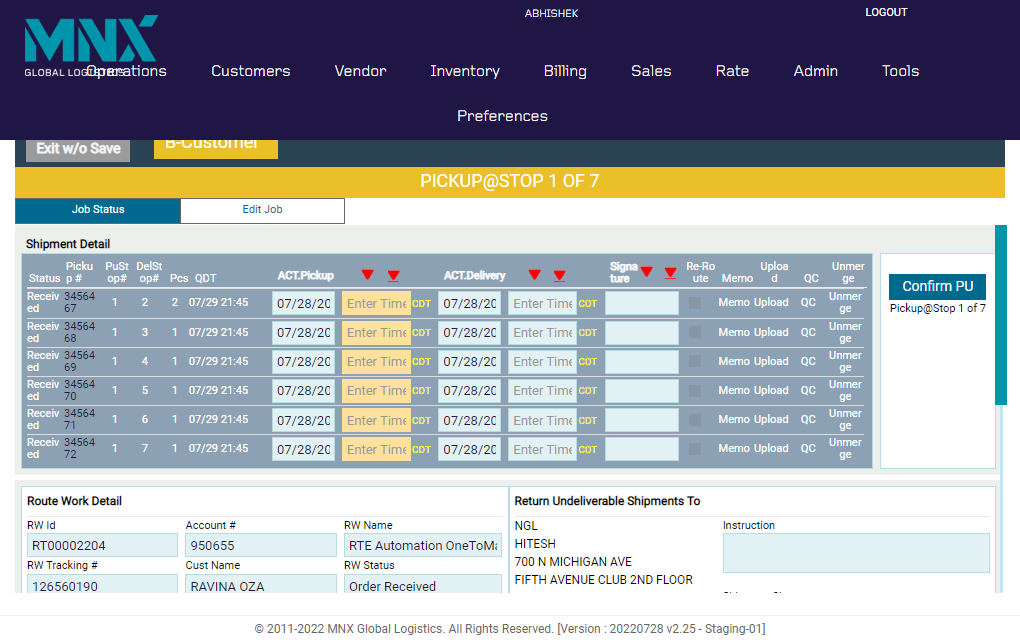 ABHISHEK
LOGOUT
MNX
GLOBAL LOGISTICS
Operations Customers Vendor Inventory Billing Sales Rate Admin Tools
Preferences
Exit w/o Save B-Customer
PICKUP@STOP 1 OF 7
Job Status Edit Job
Shipment Detail
Status Pickup # PuStop# DelStop# Pcs QDT ACT.Pickup ACT.Delivery Signature Re-Route Memo Upload QC Unmerge
Received 3456467 1 2 2 07/29 21:45 07/28/20 Enter Time CDT 07/28/20 Enter Time CDT Memo Upload QC Unmerge
Received 3456468 1 3 1 07/29 21:45 07/28/20 Enter Time CDT 07/28/20 Enter Time CDT Memo Upload QC Unmerge
Received 3456469 1 4 1 07/29 21:45 07/28/20 Enter Time CDT 07/28/20 Enter Time CDT Memo Upload QC Unmerge
Received 3456470 1 5 1 07/29 21:45 07/28/20 Enter Time CDT 07/28/20 Enter Time CDT Memo Upload QC Unmerge
Received 3456471 1 6 1 07/29 21:45 07/28/20 Enter Time CDT 07/28/20 Enter Time CDT Memo Upload QC Unmerge
Received 3456472 1 7 1 07/29 21:45 07/28/20 Enter Time CDT 07/28/20 Enter Time CDT Memo Upload QC Unmerge
Confirm PU
Pickup@Stop 1 of 7
Route Work Detail
RW Id Account # RW Name
RT00002204 950655 RTE Automation OneToMa
RW Tracking # Cust Name RW Status
126560190 RAVINA OZA Order Received
Return Undeliverable Shipments To
NGL
HITESH
700 N MICHIGAN AVE
FIFTH AVENUE CLUB 2ND FLOOR
Instruction
© 2011-2022 MNX Global Logistics. All Rights Reserved. [Version : 20220728 v2.25 - Staging-01]